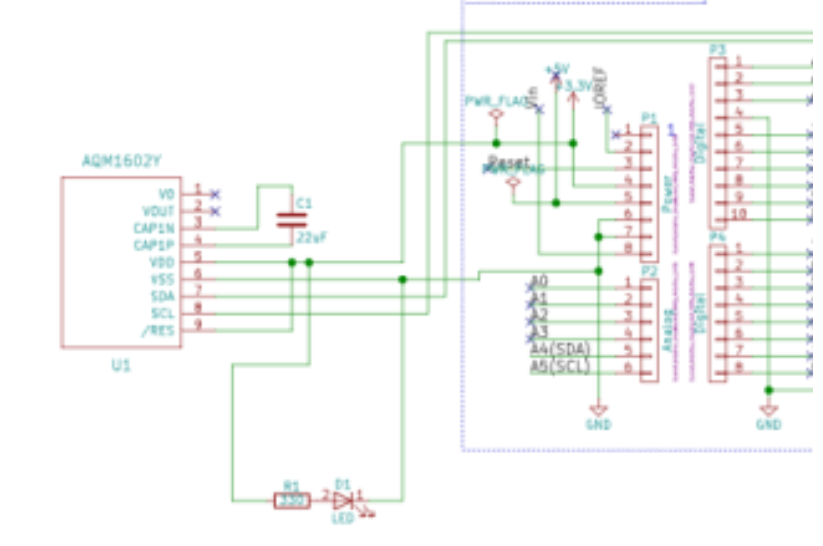 AQM1602Y
V0 1
VOUT 2
CAP1N 3
CAP1P 4
VDD 5
VSS 6
SDA 7
SCL 8
/RES 9
U1
C1
22uF
R1
330
2 D1 1
LED
+5V
3.3V
IOREF
Vin
PWR_FLAG
Reset
PWR_FLAG
P1
1
1
2
3
4
5
6
7
8
Power
P2
A0 1
A1 2
A2 3
A3 4
A4(SDA) 5
A5(SCL) 6
Analog
GND
P3
1
2
3
4
5
6
7
8
9
10
Digital
P4
1
2
3
4
5
6
7
8
Digital
GND